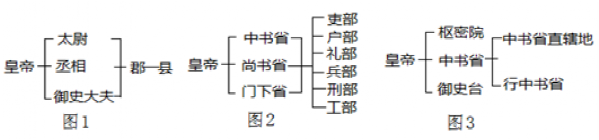 太尉
皇帝 丞相 郡—县
御史大夫
图1
中书省
皇帝 尚书省
门下省
吏部
户部
礼部
兵部
刑部
工部
图2
枢密院
皇帝 中书省
御史台
中书省直辖地
行中书省
图3